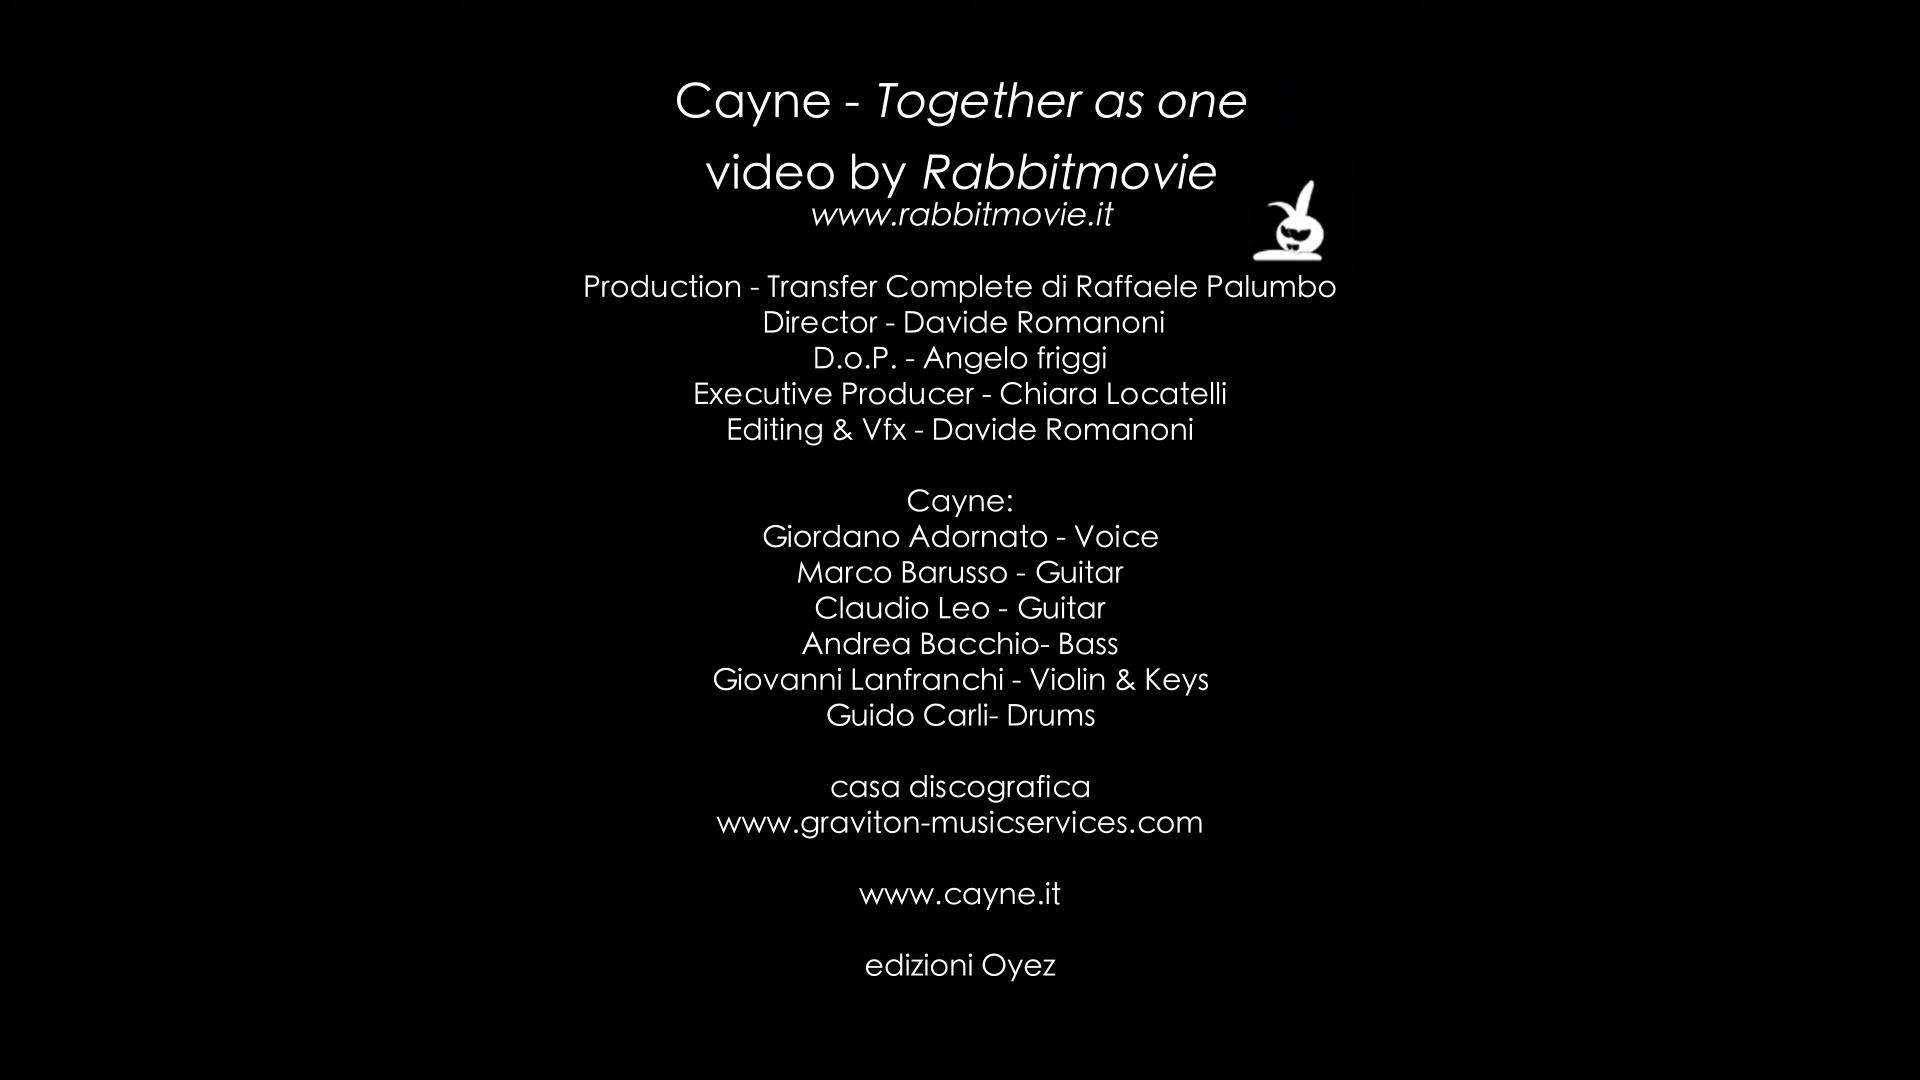 Cayne - Together as one
video by Rabbitmovie
www.rabbitmovie.it
Production - Transfer Complete di Raffaele Palumbo
Director - Davide Romanoni
D.o.P. - Angelo friggi
Executive Producer - Chiara Locatelli
Editing & Vfx - Davide Romanoni
Cayne:
Giordano Adornato - Voice
Marco Barusso - Guitar
Claudio Leo - Guitar
Andrea Bacchio- Bass
Giovanni Lanfranchi - Violin & Keys
Guido Carli- Drums
casa discografica
www.graviton-musicservices.com
www.cayne.it
edizioni Oyez